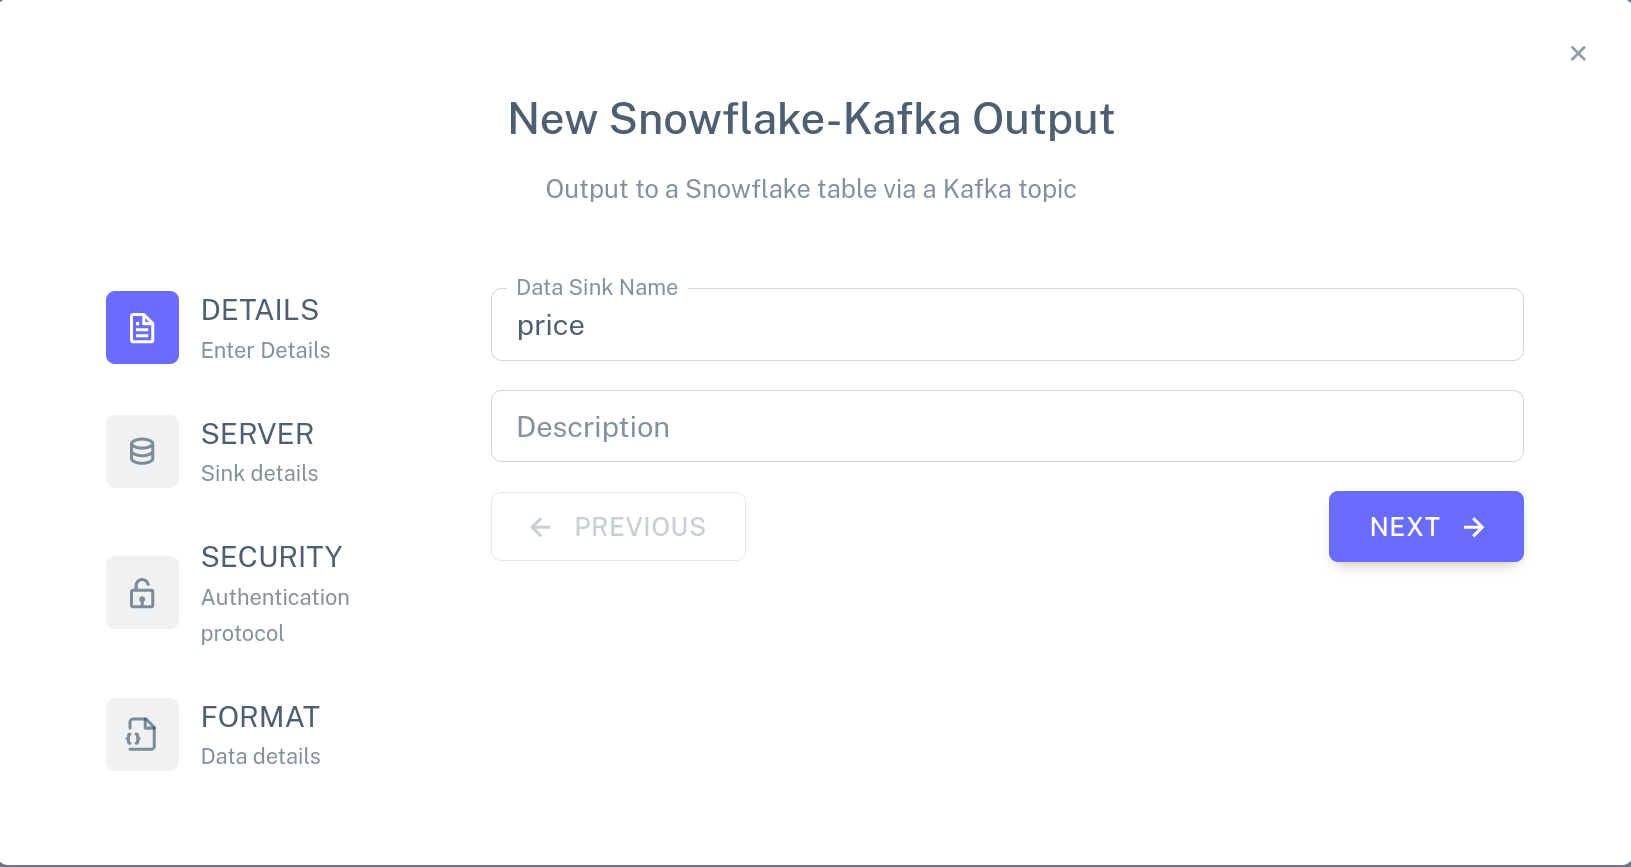 New Snowflake-Kafka Output
Output to a Snowflake table via a Kafka topic
DETAILS
Enter Details
SERVER
Sink details
SECURITY
Authentication
protocol
FORMAT
Data details
Data Sink Name
price
Description
PREVIOUS
NEXT